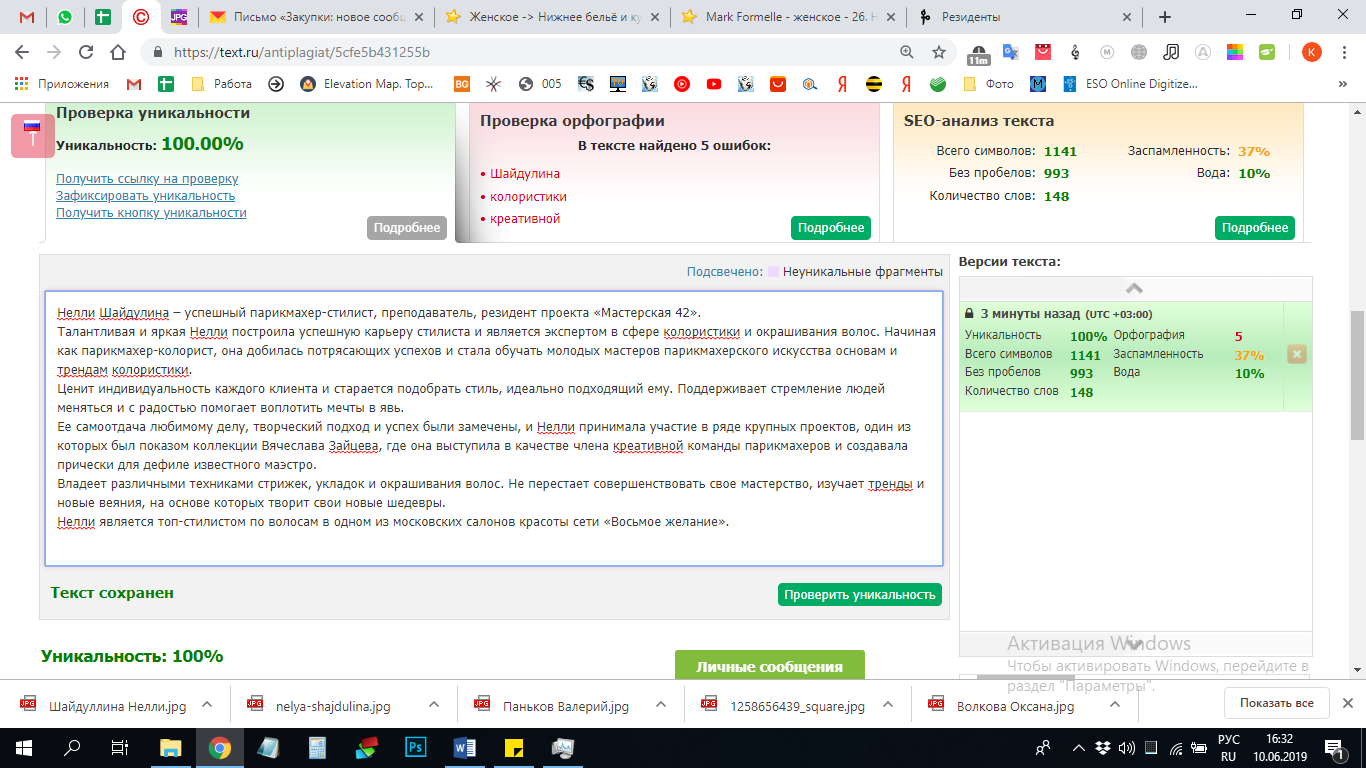 Письмо «Закупки: новое сооб
Женское -> Нижнее бельё и ку
Mark Formelle - женское - 26. Н
Резиденты
https://text.ru/antiplagiat/5cfe5b431255b
11m
К
Приложения
Работа
Elevation Map. Top...
BG
005
Фото
ESO Online Digitize...
»
Проверка уникальности
Уникальность: 100.00%
Получить ссылку на проверку
Зафиксировать уникальность
Получить кнопку уникальности
Подробнее
Проверка орфографии
В тексте найдено 5 ошибок:
• Шайдулина
• колористики
• креативной
Подробнее
SEO-анализ текста
Всего символов: 1141 Заспамленность: 37%
Без пробелов: 993 Вода: 10%
Количество слов: 148
Подробнее
Подсвечено: Неуникальные фрагменты
Нелли Шайдулина – успешный парикмахер-стилист, преподаватель, резидент проекта «Мастерская 42».
Талантливая и яркая Нелли построила успешную карьеру стилиста и является экспертом в сфере колористики и окрашивания волос. Начиная
как парикмахер-колорист, она добилась потрясающих успехов и стала обучать молодых мастеров парикмахерского искусства основам и
трендам колористики.
Ценит индивидуальность каждого клиента и старается подобрать стиль, идеально подходящий ему. Поддерживает стремление людей
меняться и с радостью помогает воплотить мечты в явь.
Ее самоотдача любимому делу, творческий подход и успех были замечены, и Нелли принимала участие в ряде крупных проектов, один из
которых был показом коллекции Вячеслава Зайцева, где она выступила в качестве члена креативной команды парикмахеров и создавала
прически для дефиле известного маэстро.
Владеет различными техниками стрижек, укладок и окрашивания волос. Не перестает совершенствовать свое мастерство, изучает тренды и
новые веяния, на основе которых творит свои новые шедевры.
Нелли является топ-стилистом по волосам в одном из московских салонов красоты сети «Восьмое желание».
Текст сохранен
Проверить уникальность
Версии текста:
3 минуты назад (UTC +03:00)
Уникальность 100% Орфография 5
Всего символов 1141 Заспамленность 37%
Без пробелов 993 Вода 10%
Количество слов 148
Уникальность: 100%
Личные сообщения
Активация Windows
Чтобы активировать Windows, перейдите в
раздел "Параметры".
Шайдуллина Нелли.jpg
nelya-shajdulina.jpg
Паньков Валерий.jpg
1258656439_square.jpg
Волкова Оксана.jpg
Показать все
РУС
RU
16:32
10.06.2019
1